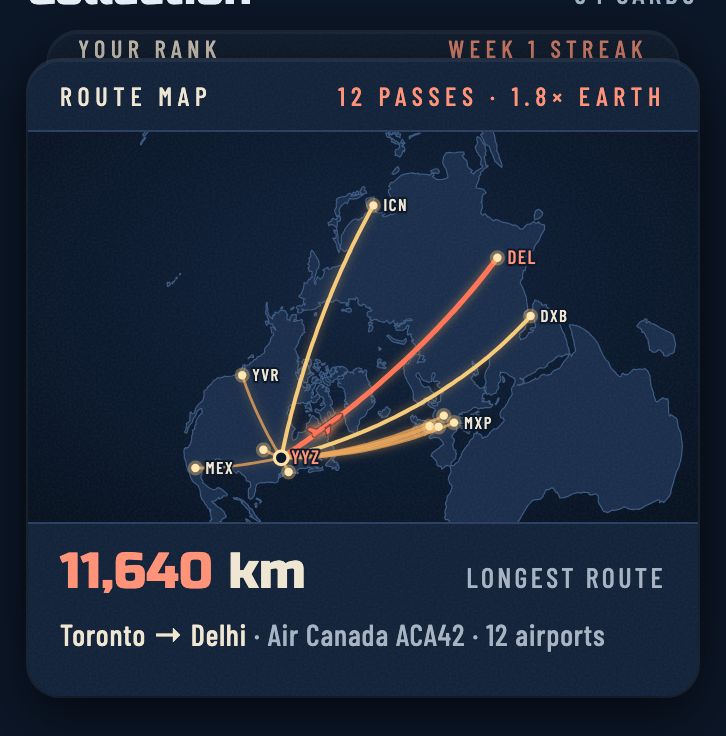 YOUR RANK WEEK 1 STREAK
ROUTE MAP 12 PASSES · 1.8× EARTH
ICN
DEL
DXB
YVR
MXP
YYZ
MEX
11,640 km LONGEST ROUTE
Toronto → Delhi · Air Canada ACA42 · 12 airports